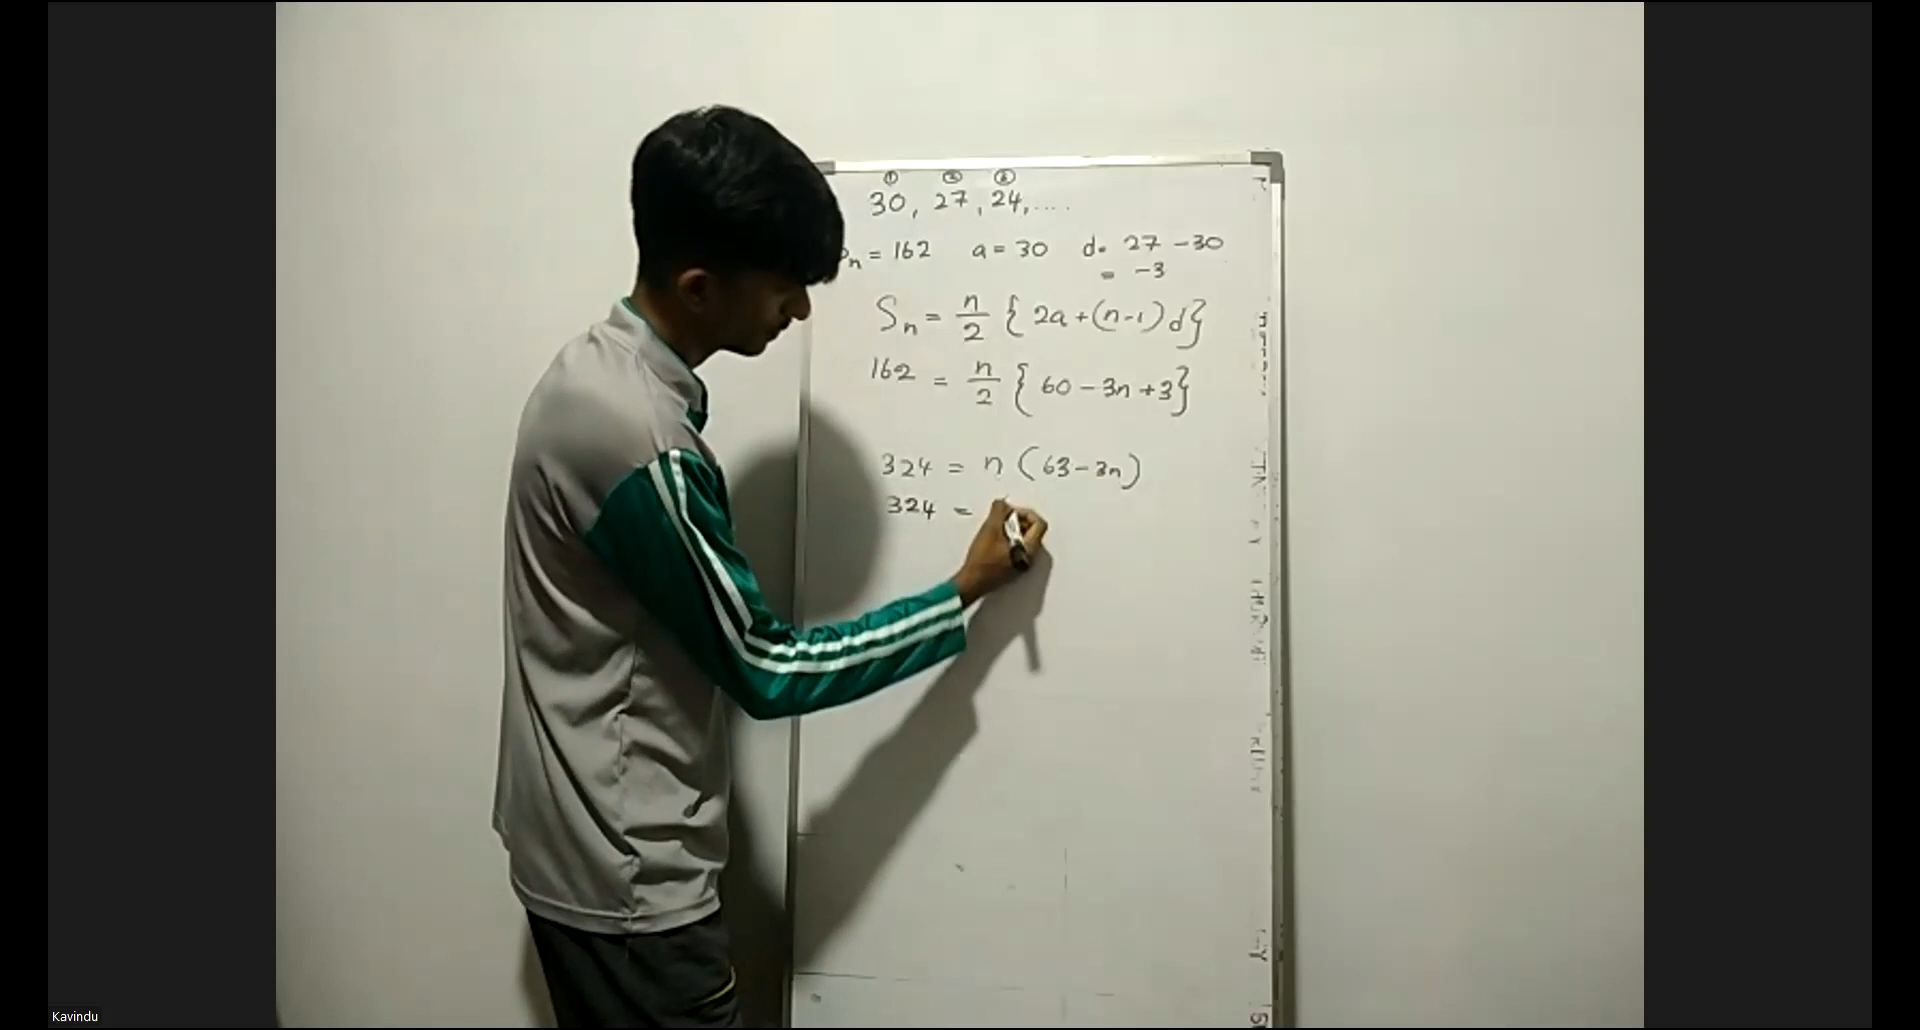 ① ② ③
30, 27, 24, ....
n = 162 a = 30 d = 27 - 30
= -3
Sn = n/2 { 2a + (n-1) d}
162 = n/2 { 60 - 3n + 3}
324 = n (63 - 3n)
324 =
Kavindu